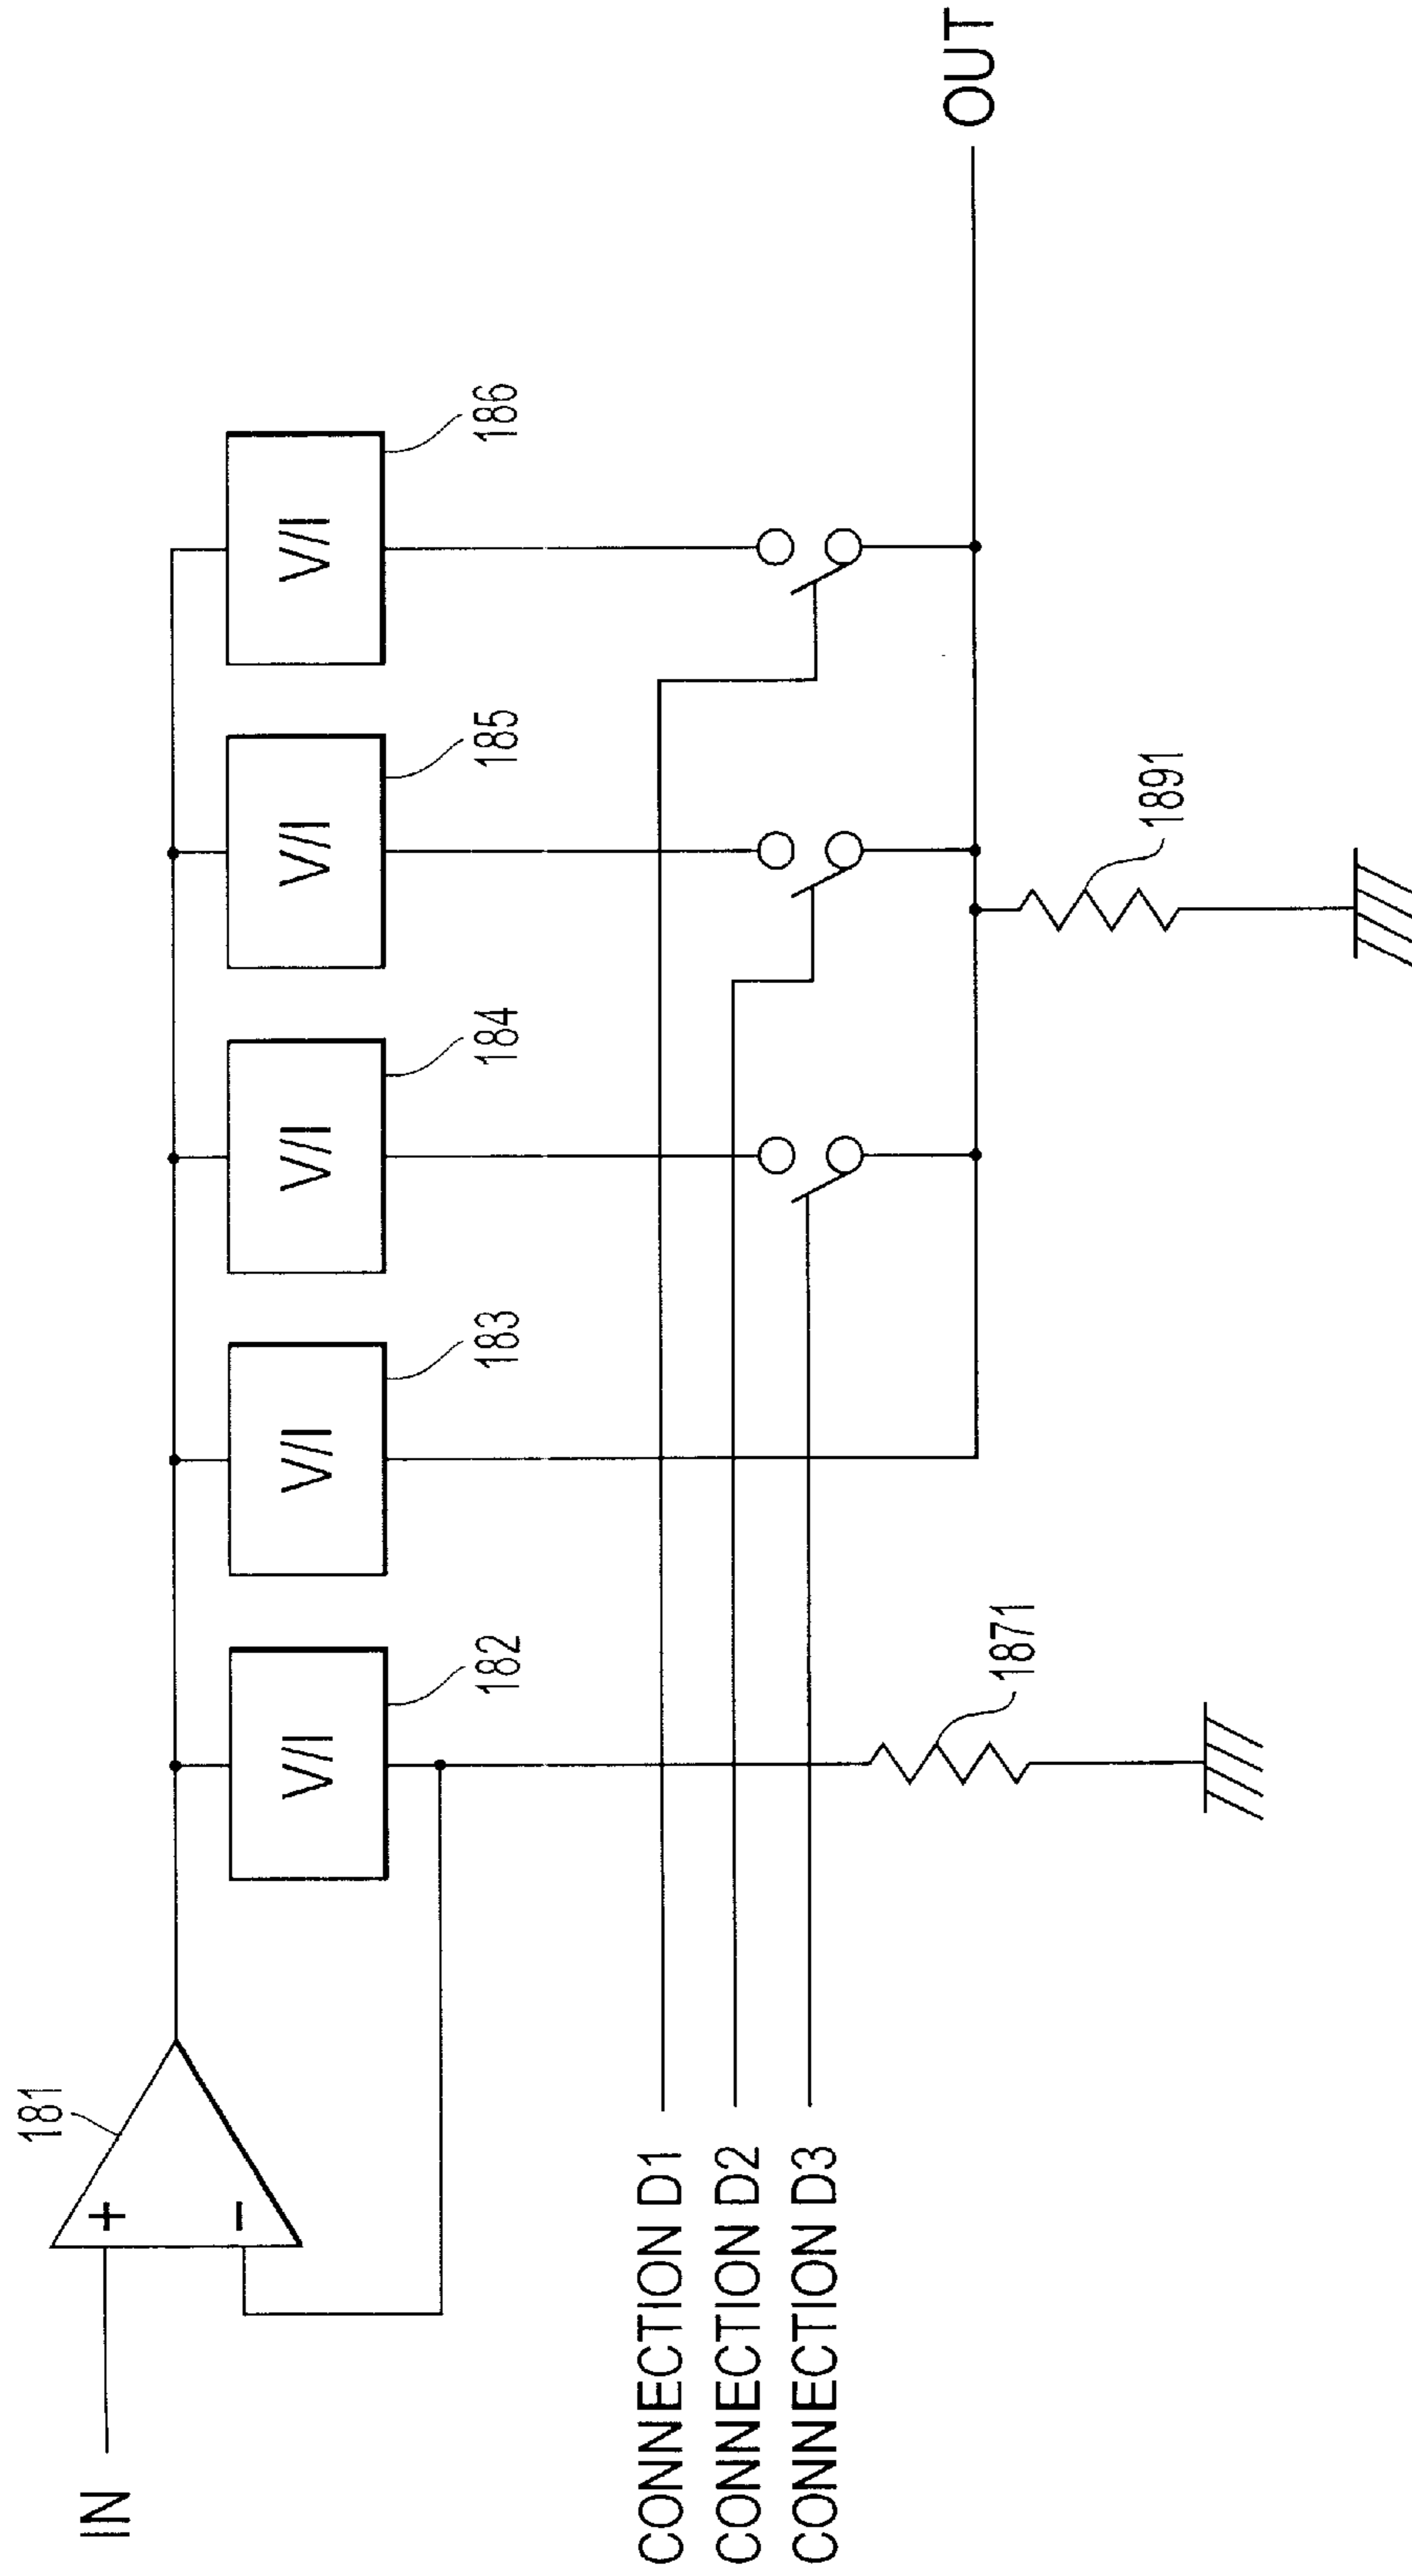 IN
181
+
−
V/I
182
V/I
183
V/I
184
V/I
185
V/I
186
CONNECTION D1
CONNECTION D2
CONNECTION D3
1871
1891
OUT